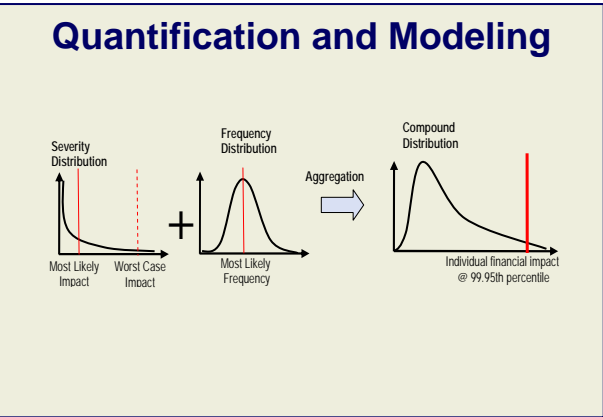 Quantification and Modeling
Severity
Distribution
Most Likely
Impact
Worst Case
Impact
+
Frequency
Distribution
Most Likely
Frequency
Aggregation
Compound
Distribution
Individual financial impact
@ 99.95th percentile